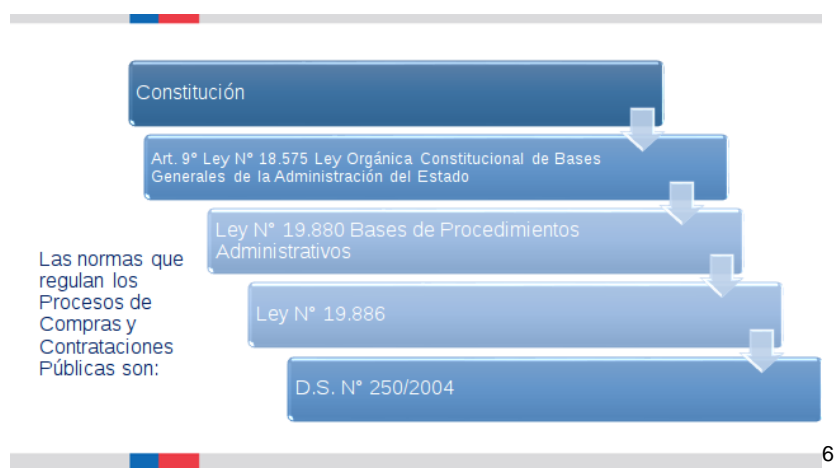 Constitución
Art. 9° Ley N° 18.575 Ley Orgánica Constitucional de Bases
Generales de la Administración del Estado
Ley N° 19.880 Bases de Procedimientos
Administrativos
Ley N° 19.886
D.S. N° 250/2004
Las normas que
regulan los
Procesos de
Compras y
Contrataciones
Públicas son:
6